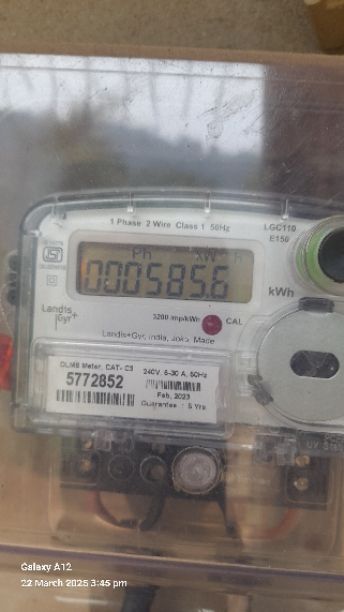 1 Phase 2 Wire Class 1 50Hz
LGC110
E150
Ph KW h
000585.6
kWh
Landis
Gyr+
3200 imp/kWh
CAL
Landis+Gyr, India, Joka, Made
DLMS Meter, CAT- C3
5772852
240V, 5-30 A, 50Hz
Feb, 2023
Guarantee : 5 Yrs
Galaxy A12
22 March 2025 3:45 pm